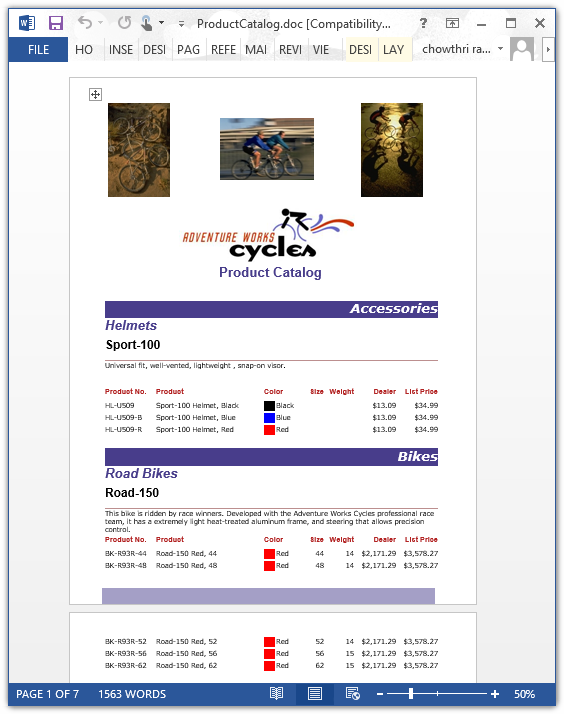 ProductCatalog.doc [Compatibility...
FILE HO INSE DESI PAG REFE MAI REVI VIE DESI LAY chowthri ra...
ADVENTURE WORKS
cycles
Product Catalog
Accessories
Helmets
Sport-100
Universal fit, well-vented, lightweight , snap-on visor.
Product No. Product Color Size Weight Dealer List Price
HL-U509 Sport-100 Helmet, Black Black $13.09 $34.99
HL-U509-B Sport-100 Helmet, Blue Blue $13.09 $34.99
HL-U509-R Sport-100 Helmet, Red Red $13.09 $34.99
Bikes
Road Bikes
Road-150
This bike is ridden by race winners. Developed with the Adventure Works Cycles professional race
team, it has a extremely light heat-treated aluminum frame, and steering that allows precision
control.
Product No. Product Color Size Weight Dealer List Price
BK-R93R-44 Road-150 Red, 44 Red 44 14 $2,171.29 $3,578.27
BK-R93R-48 Road-150 Red, 48 Red 48 14 $2,171.29 $3,578.27
BK-R93R-52 Road-150 Red, 52 Red 52 14 $2,171.29 $3,578.27
BK-R93R-56 Road-150 Red, 56 Red 56 15 $2,171.29 $3,578.27
BK-R93R-62 Road-150 Red, 62 Red 62 15 $2,171.29 $3,578.27
PAGE 1 OF 7 1563 WORDS 50%